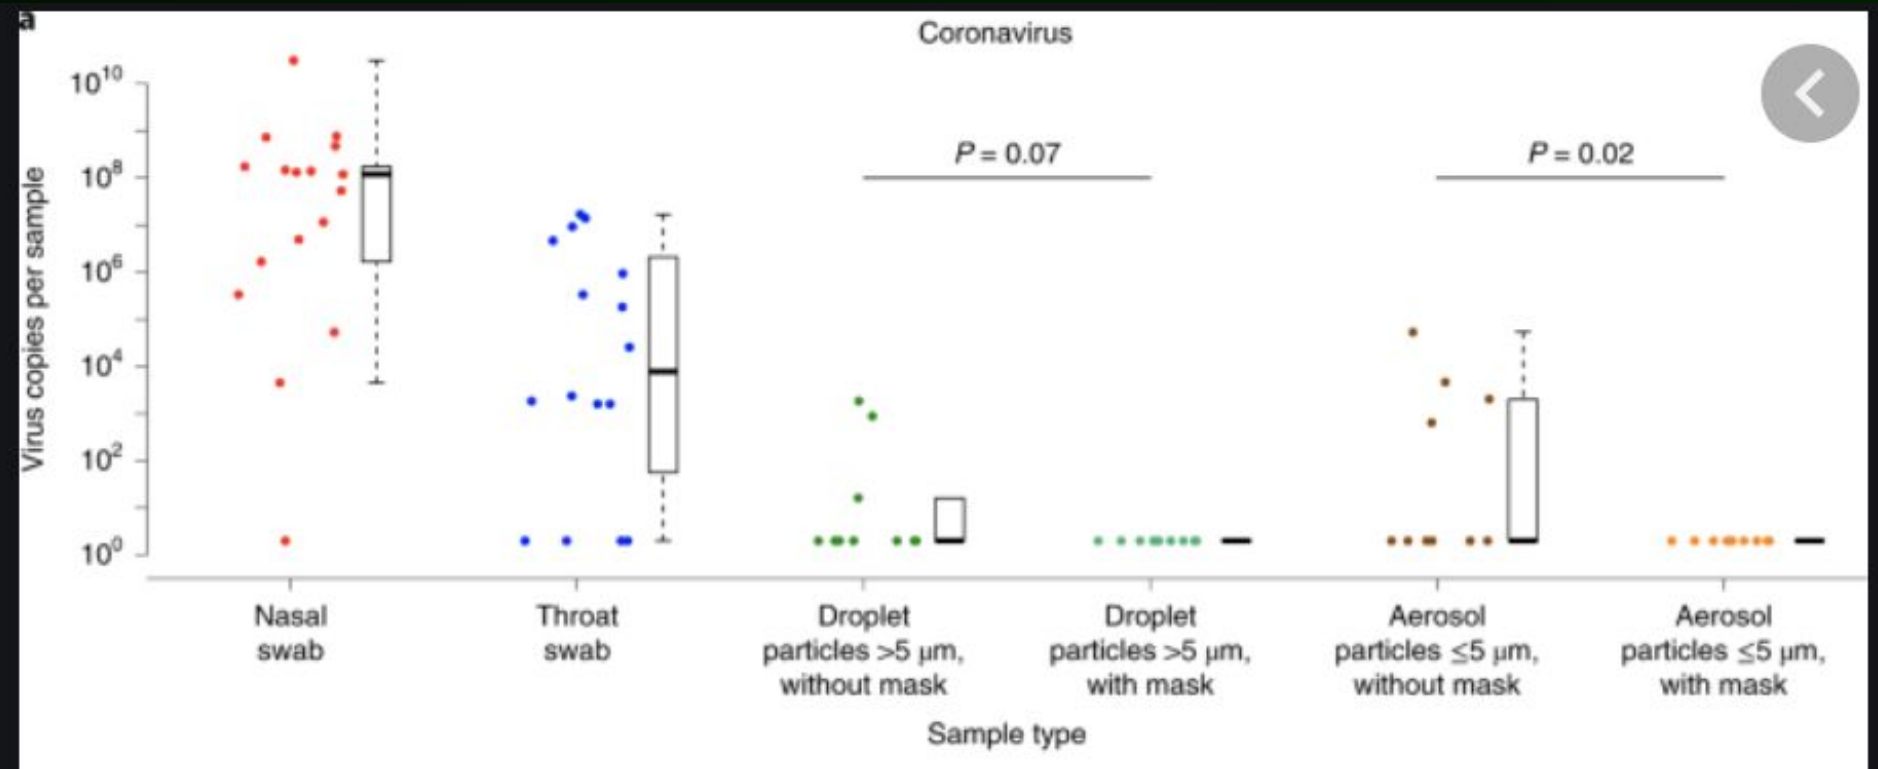 a
Coronavirus
10¹⁰
10⁸
10⁶
10⁴
10²
10⁰
Virus copies per sample
P = 0.07
P = 0.02
Nasal
swab
Throat
swab
Droplet
particles >5 μm,
without mask
Droplet
particles >5 μm,
with mask
Aerosol
particles ≤5 μm,
without mask
Aerosol
particles ≤5 μm,
with mask
Sample type